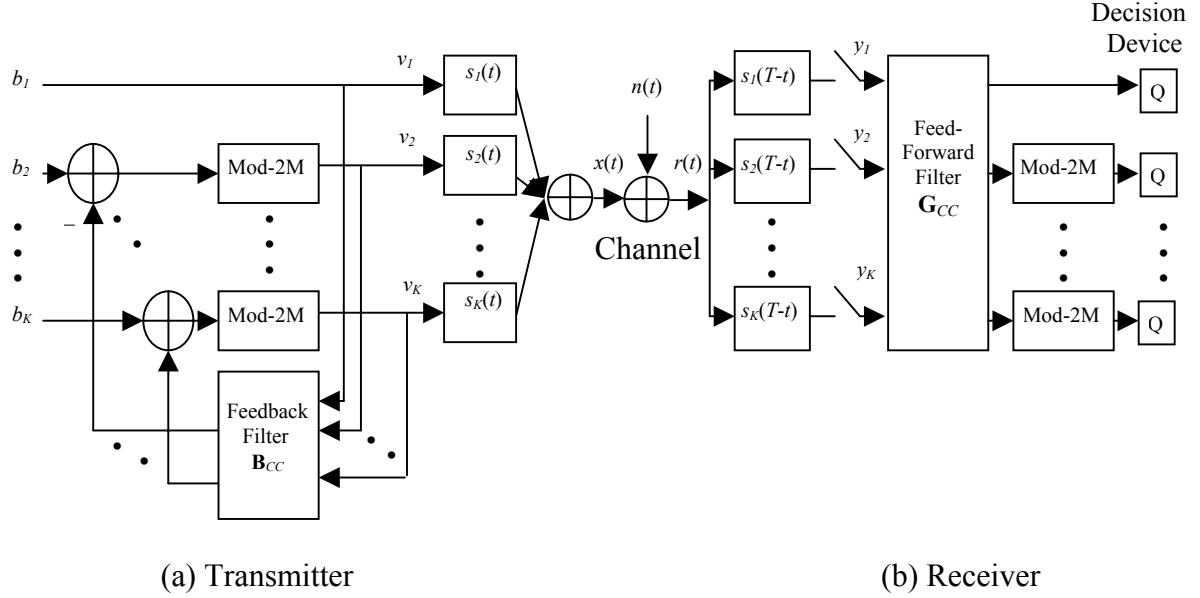 Decision
Device
b1
v1
s1(t)
n(t)
s1(T-t)
y1
Q
b2
Mod-2M
v2
s2(t)
x(t)
r(t)
s2(T-t)
y2
Feed-
Forward
Filter
GCC
Mod-2M
Q
–
Channel
bK
Mod-2M
vK
sK(t)
sK(T-t)
yK
Mod-2M
Q
Feedback
Filter
BCC
(a) Transmitter
(b) Receiver